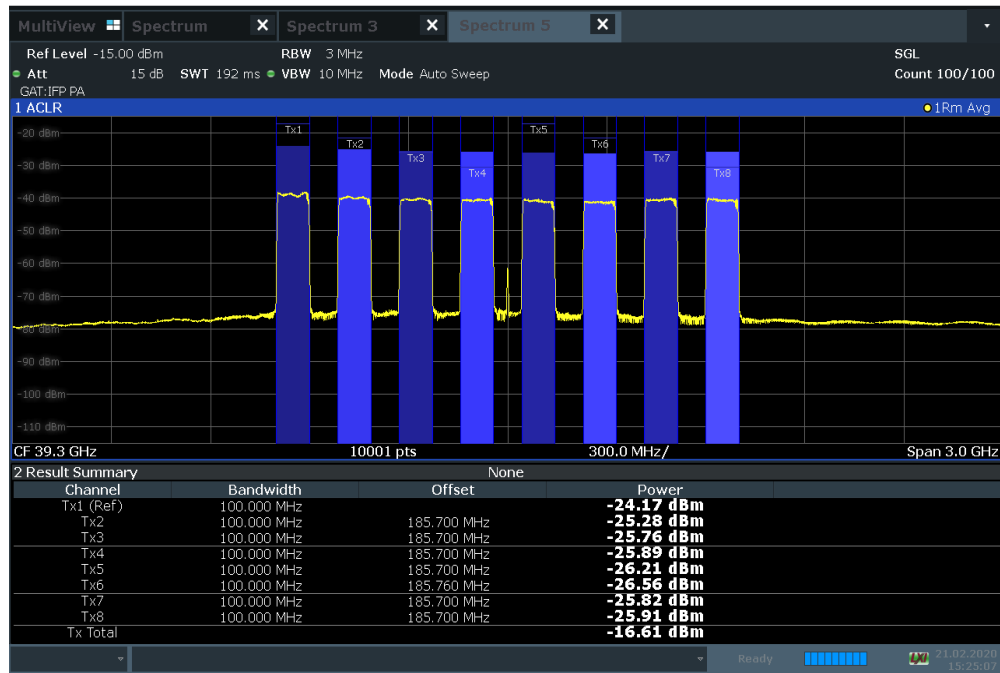 MultiView Spectrum X Spectrum 3 X Spectrum 5 X
Ref Level -15.00 dBm RBW 3 MHz SGL
Att 15 dB SWT 192 ms VBW 10 MHz Mode Auto Sweep Count 100/100
GAT:IFP PA
1 ACLR 1Rm Avg
Tx1 Tx2 Tx3 Tx4 Tx5 Tx6 Tx7 Tx8
-20 dBm
-30 dBm
-40 dBm
-50 dBm
-60 dBm
-70 dBm
-80 dBm
-90 dBm
-100 dBm
-110 dBm
CF 39.3 GHz 10001 pts 300.0 MHz/ Span 3.0 GHz
2 Result Summary None
Channel Bandwidth Offset Power
Tx1 (Ref) 100.000 MHz -24.17 dBm
Tx2 100.000 MHz 185.700 MHz -25.28 dBm
Tx3 100.000 MHz 185.700 MHz -25.76 dBm
Tx4 100.000 MHz 185.700 MHz -25.89 dBm
Tx5 100.000 MHz 185.700 MHz -26.21 dBm
Tx6 100.000 MHz 185.760 MHz -26.56 dBm
Tx7 100.000 MHz 185.700 MHz -25.82 dBm
Tx8 100.000 MHz 185.700 MHz -25.91 dBm
Tx Total -16.61 dBm
Ready LXI 21.02.2020
15:25:07